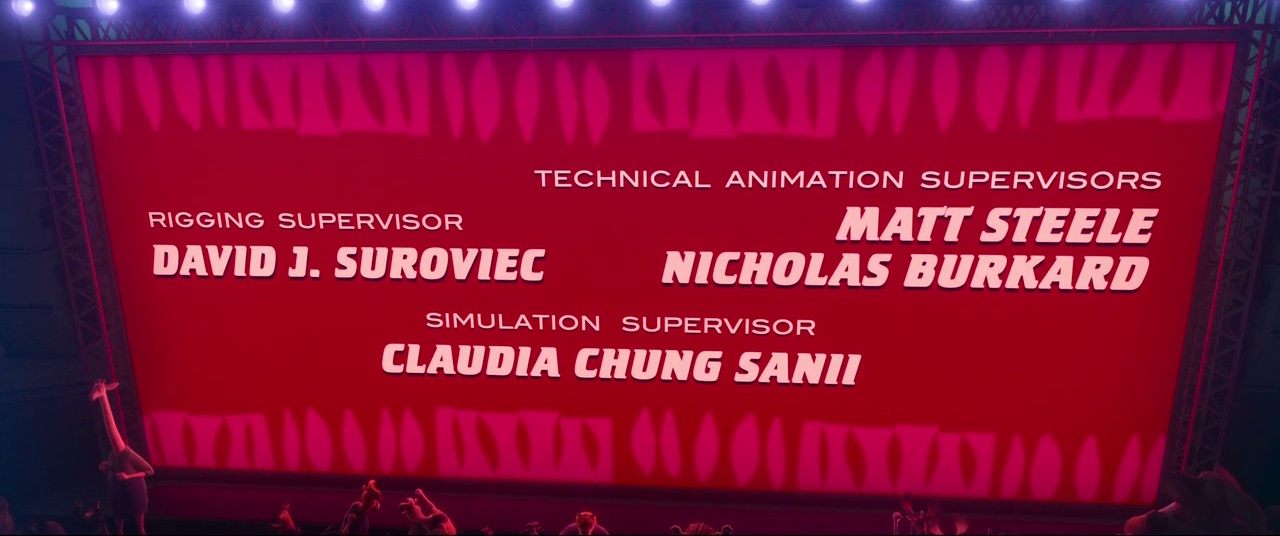 RIGGING SUPERVISOR
DAVID J. SUROVIEC
TECHNICAL ANIMATION SUPERVISORS
MATT STEELE
NICHOLAS BURKARD
SIMULATION SUPERVISOR
CLAUDIA CHUNG SANII